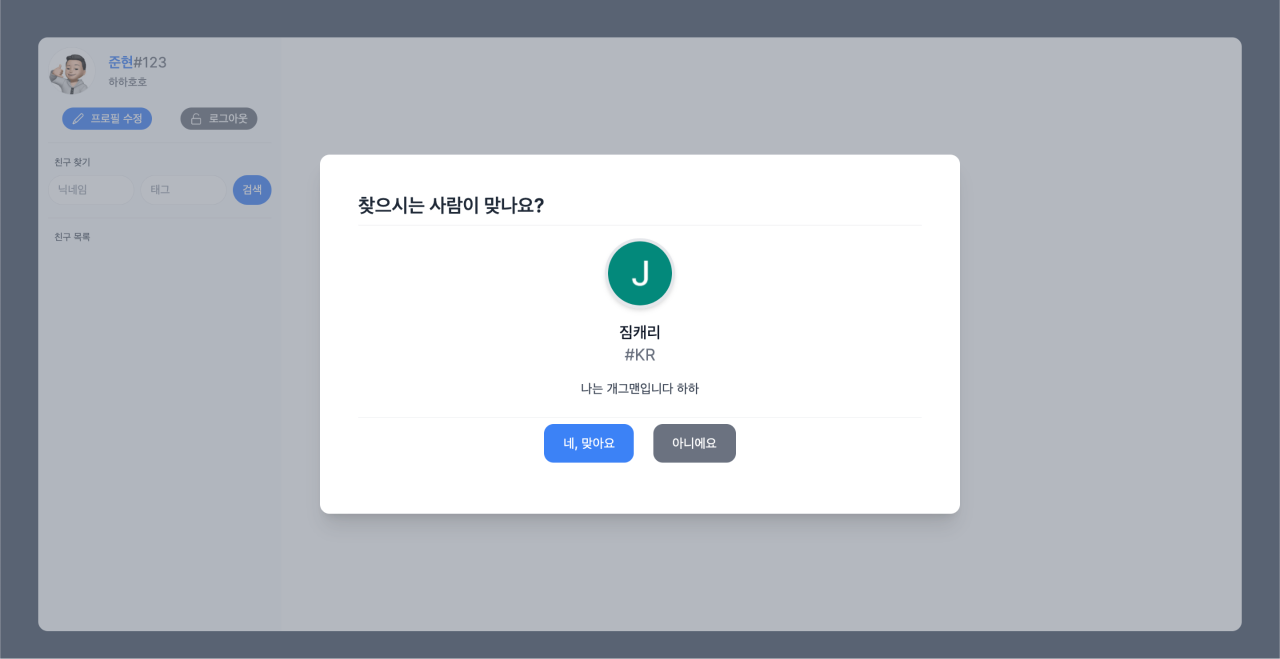 준현#123
하하호호
프로필 수정
로그아웃
친구 찾기
닉네임
태그
검색
친구 목록
찾으시는 사람이 맞나요?
J
짐캐리
#KR
나는 개그맨입니다 하하
네, 맞아요
아니에요